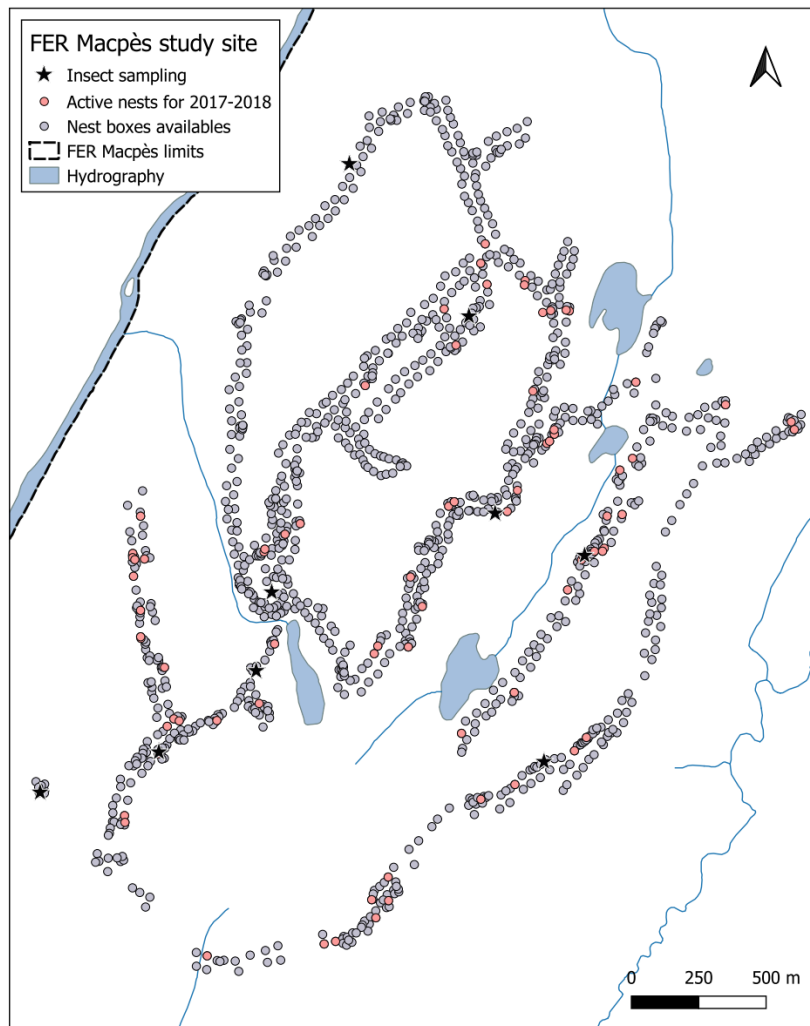 FER Macpès study site
Insect sampling
Active nests for 2017-2018
Nest boxes availables
FER Macpès limits
Hydrography
0 250 500 m